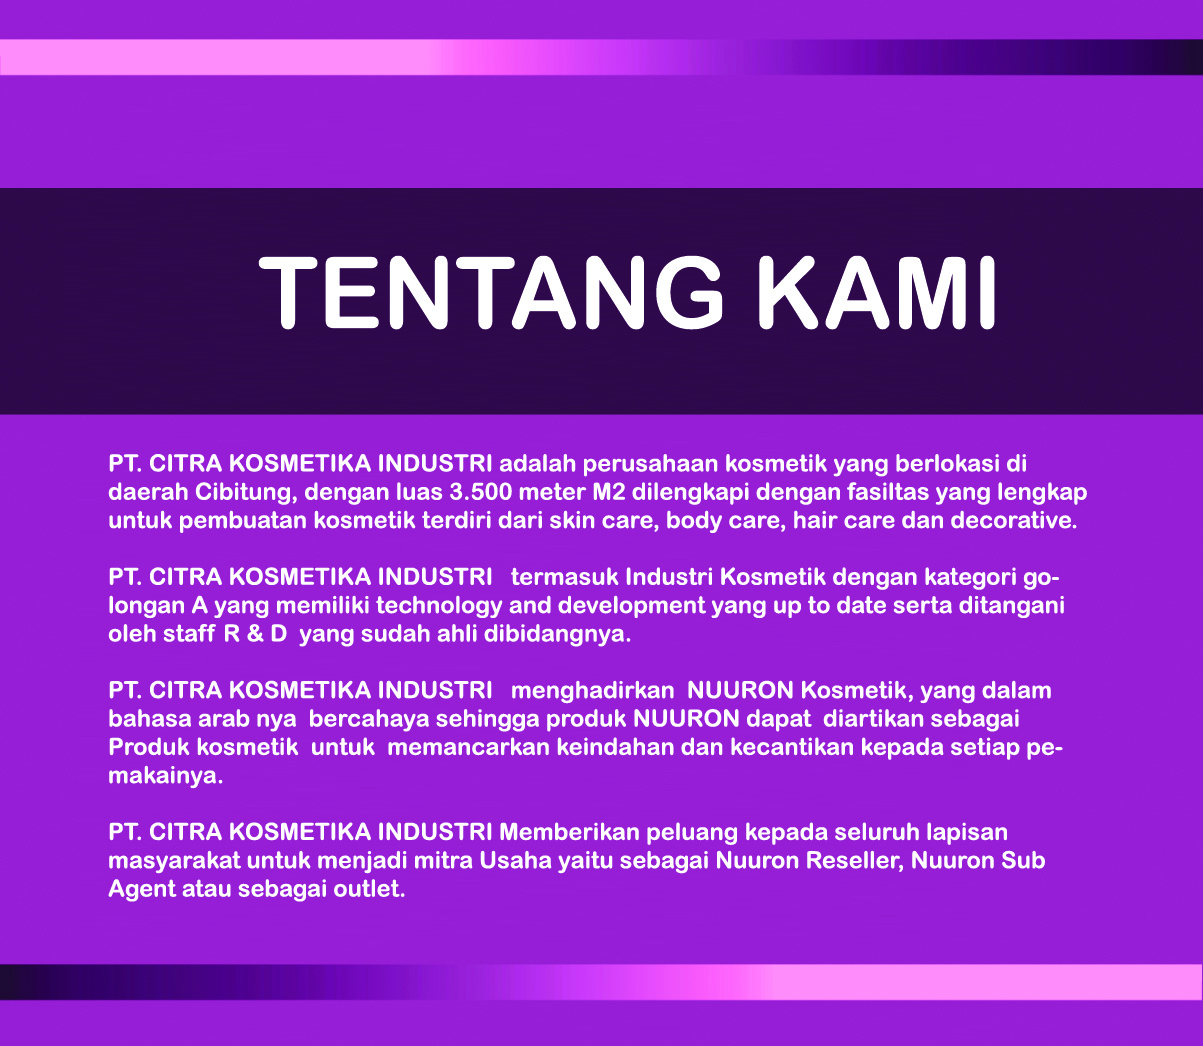 TENTANG KAMI
PT. CITRA KOSMETIKA INDUSTRI adalah perusahaan kosmetik yang berlokasi di
daerah Cibitung, dengan luas 3.500 meter M2 dilengkapi dengan fasiltas yang lengkap
untuk pembuatan kosmetik terdiri dari skin care, body care, hair care dan decorative.
PT. CITRA KOSMETIKA INDUSTRI termasuk Industri Kosmetik dengan kategori go-
longan A yang memiliki technology and development yang up to date serta ditangani
oleh staff R & D yang sudah ahli dibidangnya.
PT. CITRA KOSMETIKA INDUSTRI menghadirkan NUURON Kosmetik, yang dalam
bahasa arab nya bercahaya sehingga produk NUURON dapat diartikan sebagai
Produk kosmetik untuk memancarkan keindahan dan kecantikan kepada setiap pe-
makainya.
PT. CITRA KOSMETIKA INDUSTRI Memberikan peluang kepada seluruh lapisan
masyarakat untuk menjadi mitra Usaha yaitu sebagai Nuuron Reseller, Nuuron Sub
Agent atau sebagai outlet.